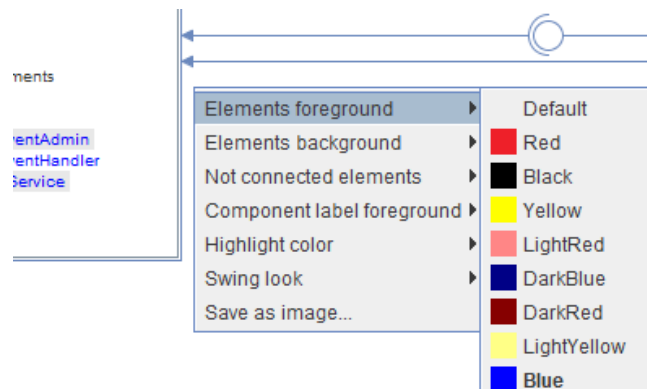 Elements foreground
Elements background
Not connected elements
Component label foreground
Highlight color
Swing look
Save as image...
Default
Red
Black
Yellow
LightRed
DarkBlue
DarkRed
LightYellow
Blue